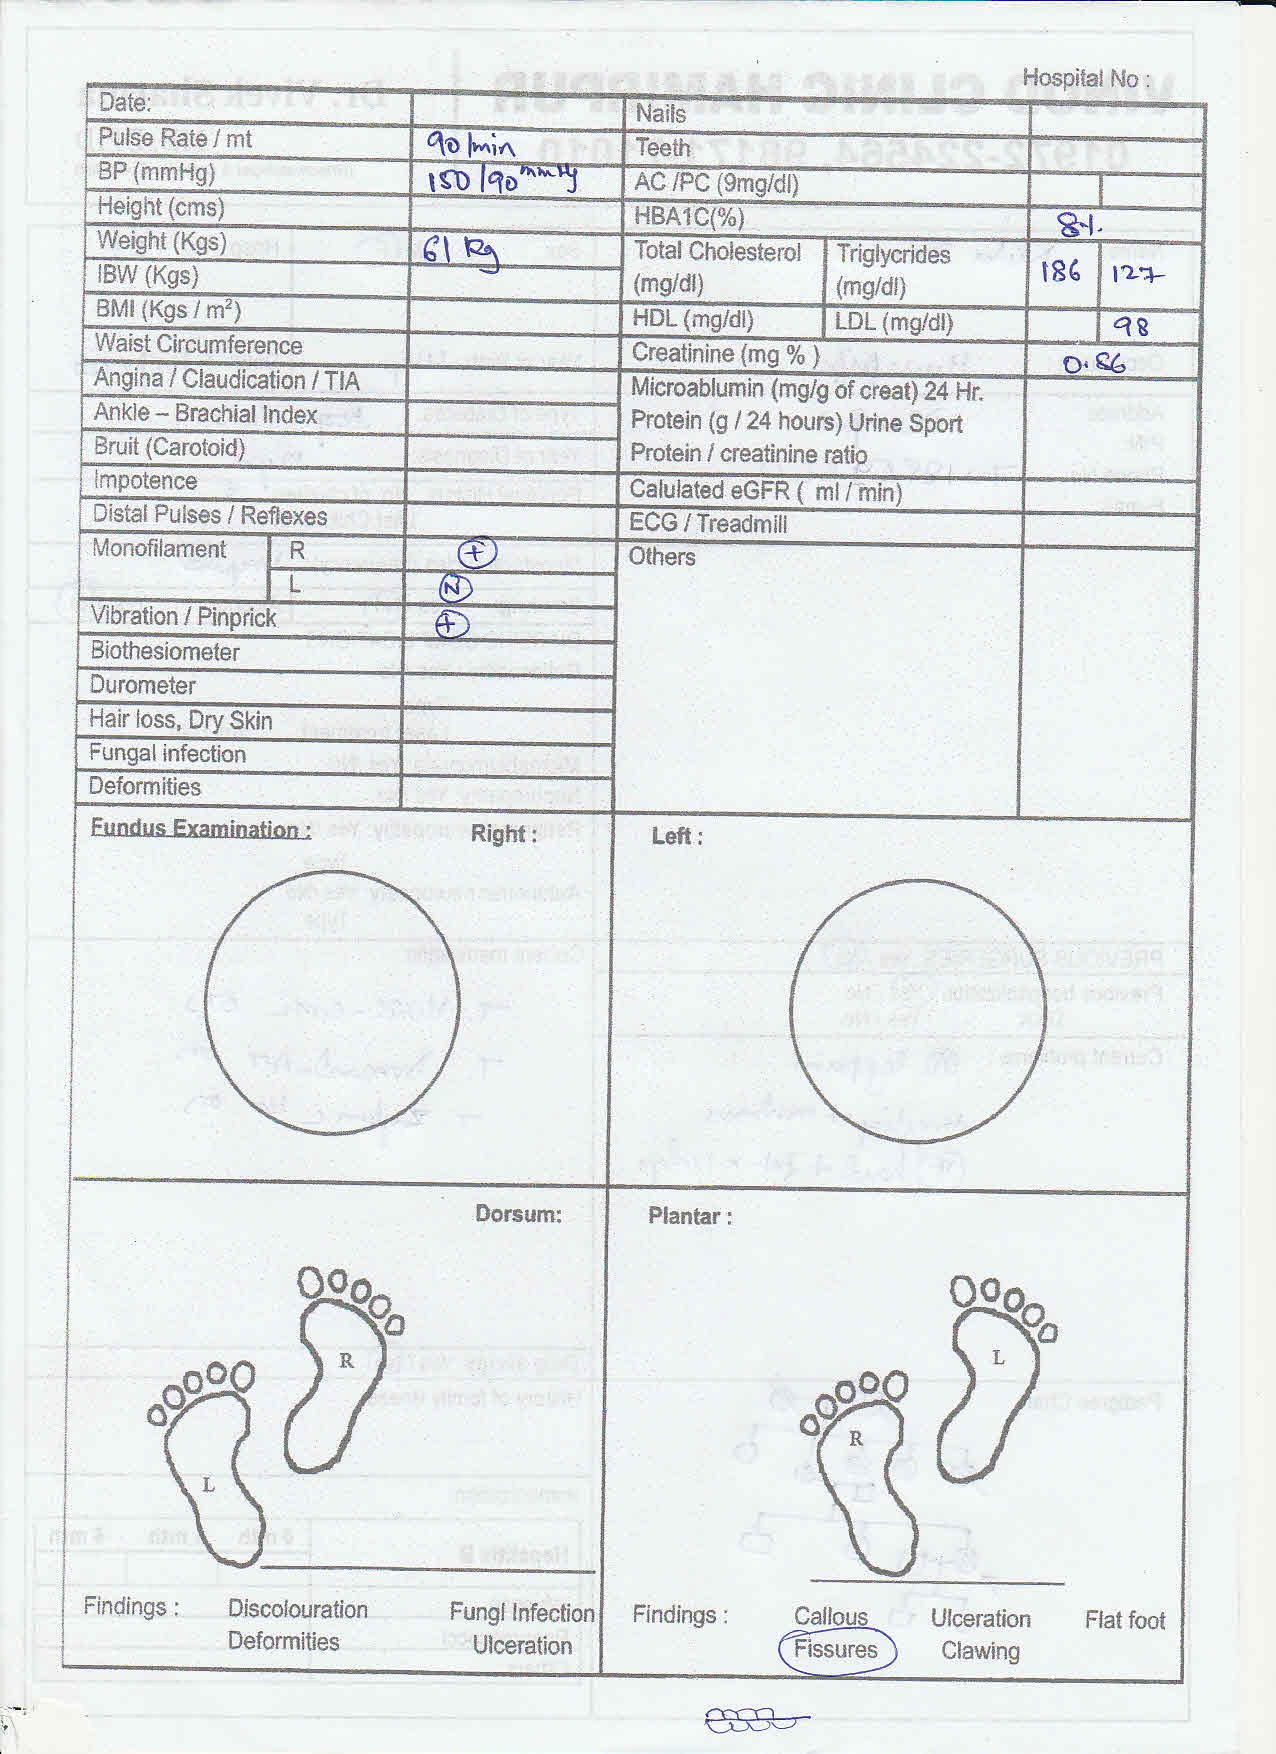 Hospital No :
Date:
Pulse Rate / mt 90/min
BP (mmHg) 150/90 mmHg
Height (cms)
Weight (Kgs) 61 Kg
IBW (Kgs)
BMI (Kgs / m²)
Waist Circumference
Angina / Claudication / TIA
Ankle – Brachial Index
Bruit (Carotoid)
Impotence
Distal Pulses / Reflexes
Monofilament R +
L N
Vibration / Pinprick +
Biothesiometer
Durometer
Hair loss, Dry Skin
Fungal infection
Deformities
Nails
Teeth
AC /PC (9mg/dl)
HBA1C(%) 8%
Total Cholesterol (mg/dl) Triglycrides (mg/dl) 186 127
HDL (mg/dl) LDL (mg/dl) 98
Creatinine (mg % ) 0.86
Microablumin (mg/g of creat) 24 Hr.
Protein (g / 24 hours) Urine Sport
Protein / creatinine ratio
Calulated eGFR ( ml / min)
ECG / Treadmill
Others
Fundus Examination : Right : Left :
Dorsum: Plantar :
R
L
L
R
Findings : Discolouration Fungl Infection
Deformities Ulceration
Findings : Callous Ulceration Flat foot
Fissures Clawing